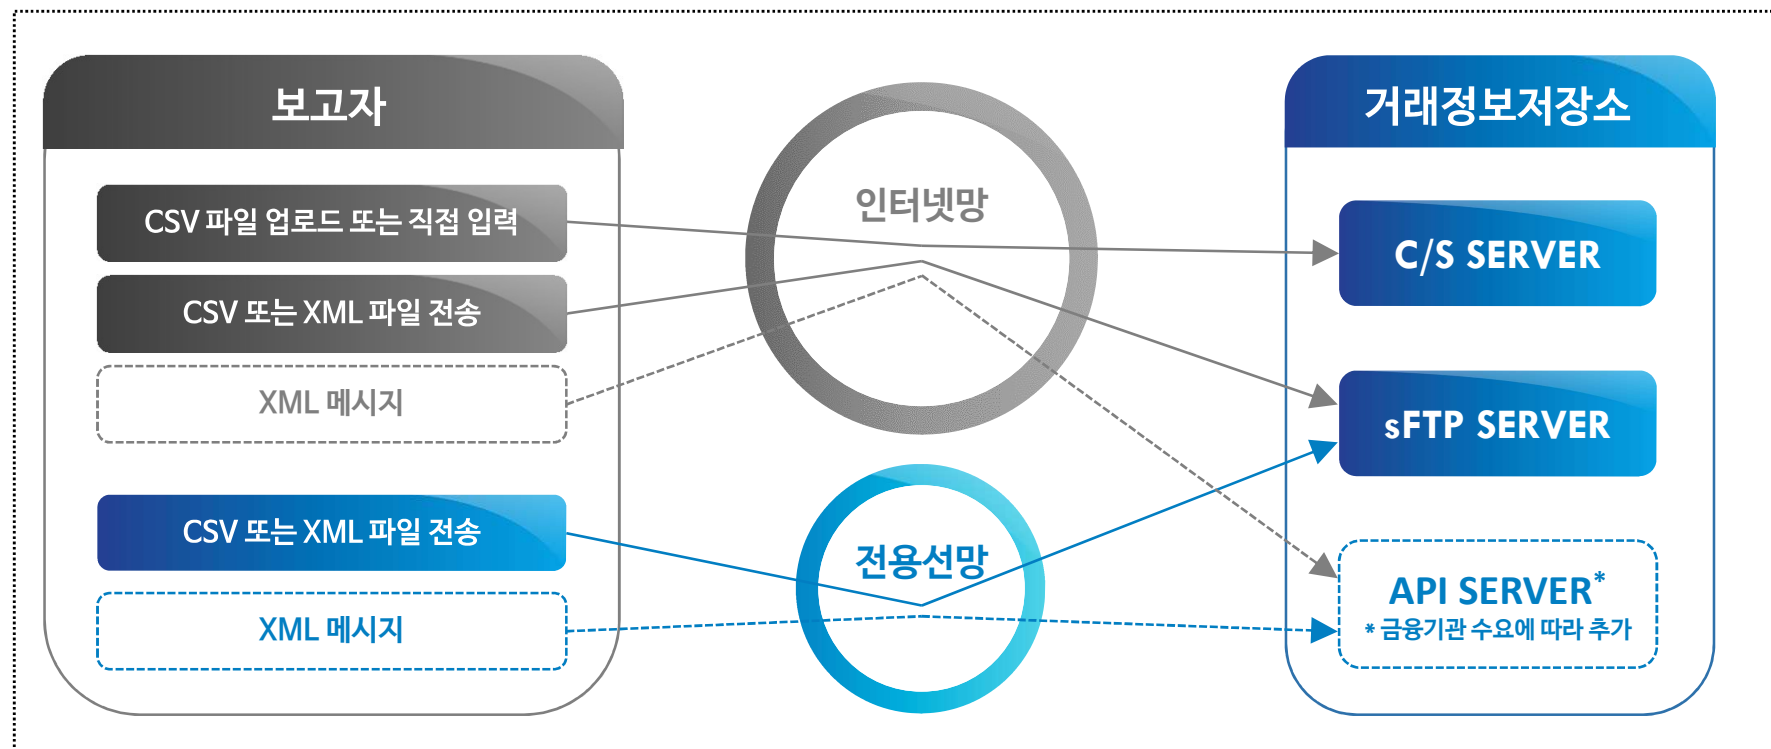 보고자
CSV 파일 업로드 또는 직접 입력
CSV 또는 XML 파일 전송
XML 메시지
CSV 또는 XML 파일 전송
XML 메시지
인터넷망
전용선망
거래정보저장소
C/S SERVER
sFTP SERVER
API SERVER*
* 금융기관 수요에 따라 추가